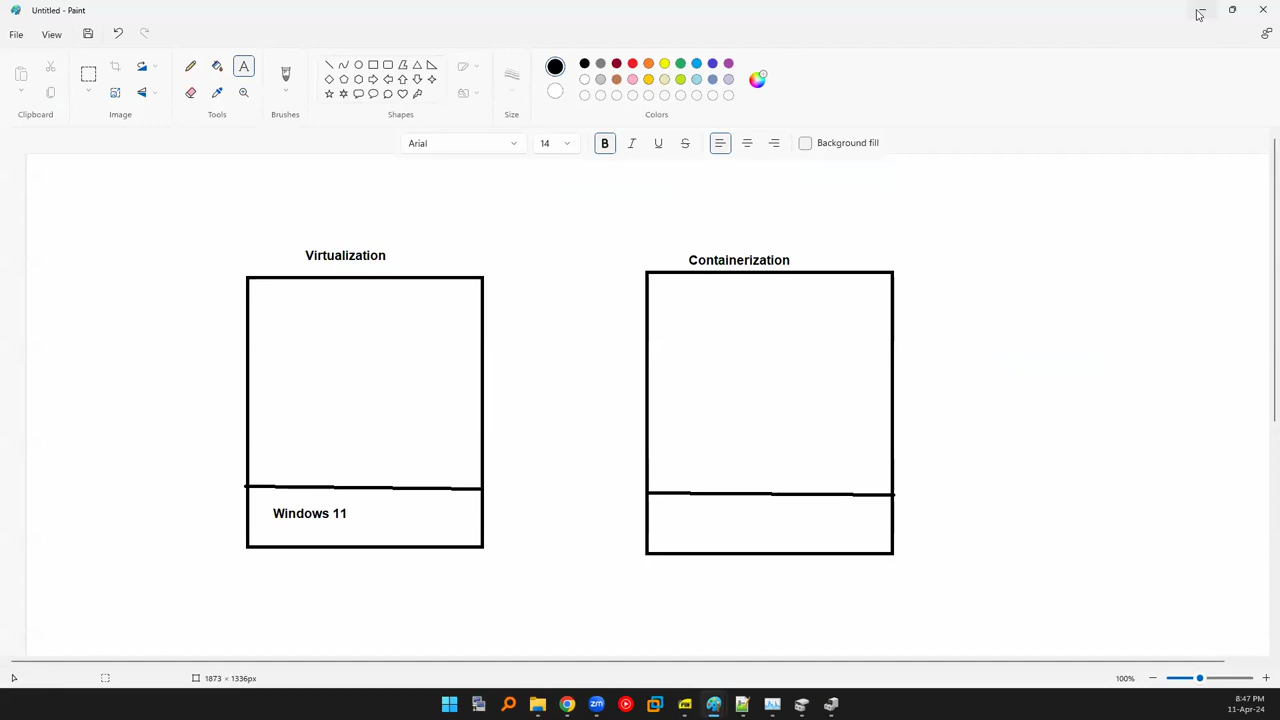 Untitled - Paint
File
View
Clipboard
Image
Tools
Brushes
Shapes
Size
Colors
Arial
14
B
I
U
S
Background fill
Virtualization
Containerization
Windows 11
1873 × 1336px
100%
8:47 PM
11-Apr-24